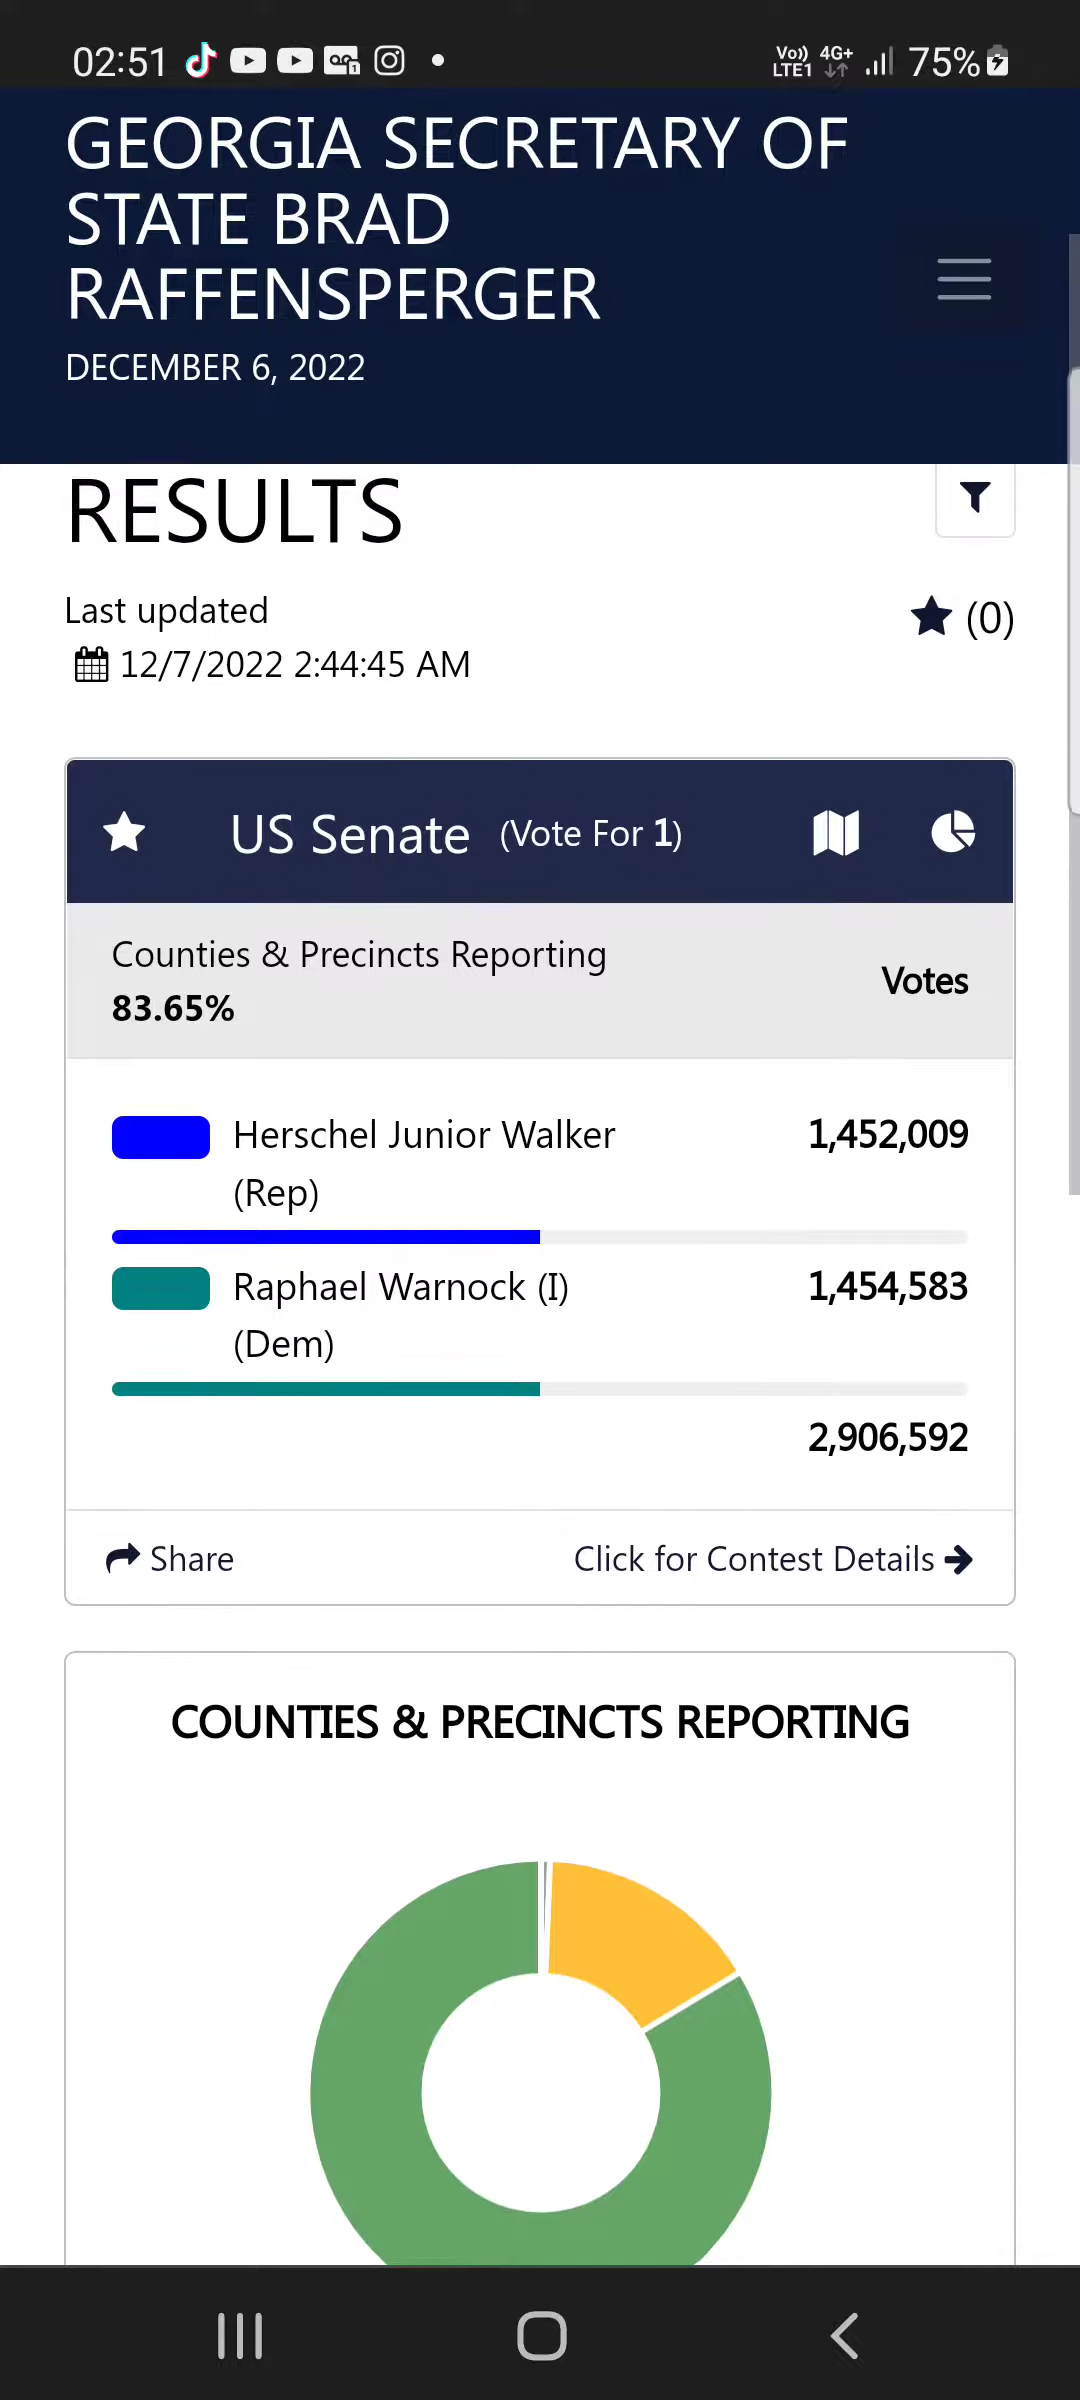 02:51
Vo)) LTE1 4G+ 75%
GEORGIA SECRETARY OF
STATE BRAD
RAFFENSPERGER
DECEMBER 6, 2022
RESULTS
Last updated
(0)
12/7/2022 2:44:45 AM
US Senate (Vote For 1)
Counties & Precincts Reporting
83.65%
Votes
Herschel Junior Walker 1,452,009
(Rep)
Raphael Warnock (I) 1,454,583
(Dem)
2,906,592
Share Click for Contest Details
COUNTIES & PRECINCTS REPORTING